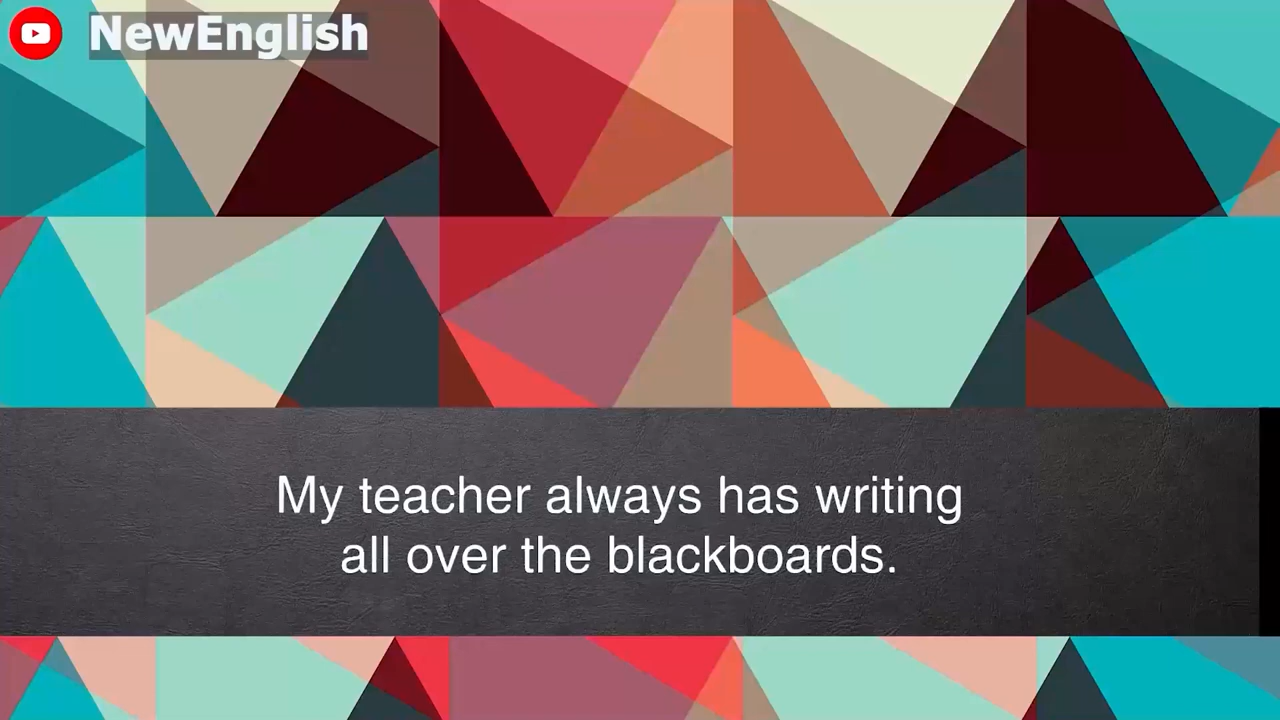 NewEnglish
My teacher always has writing
all over the blackboards.